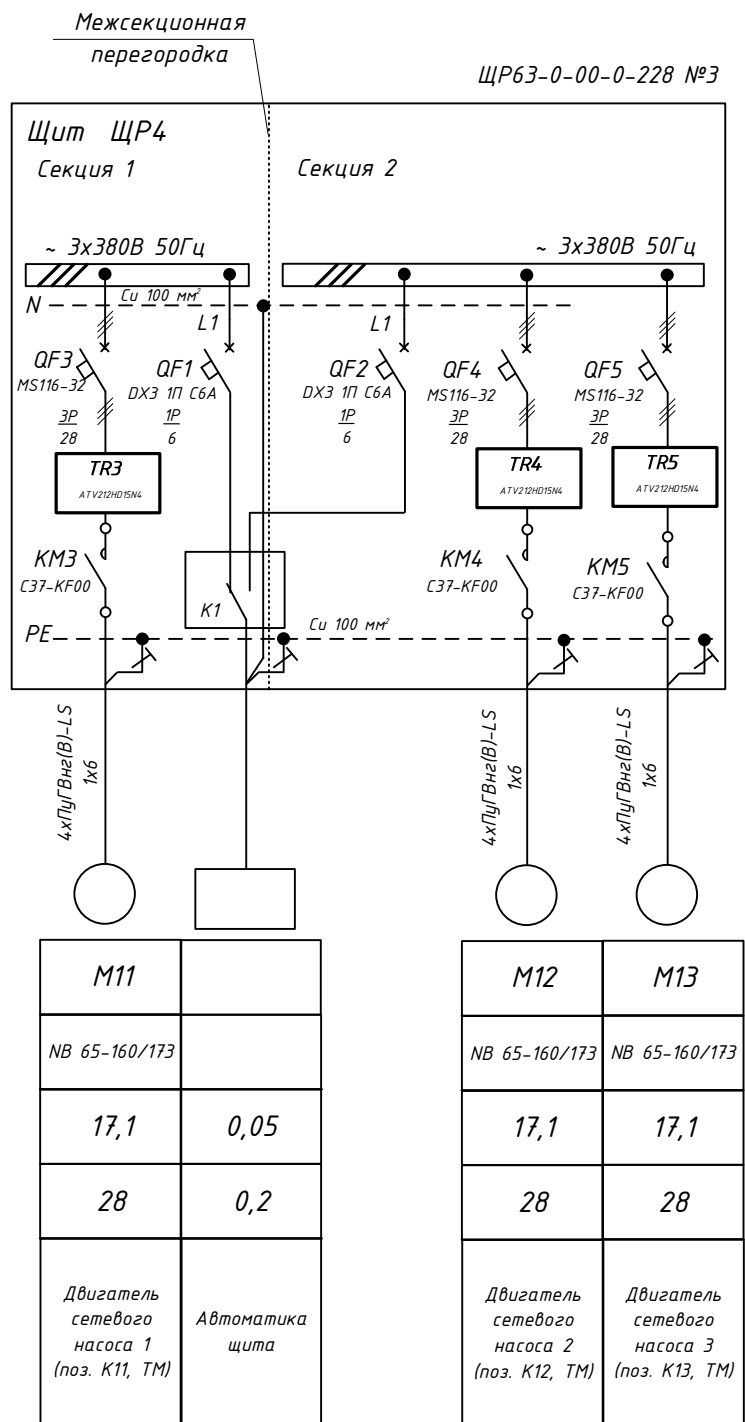 Межсекционная
перегородка
ЩР63-0-00-0-228 №3
Щит ЩР4
Секция 1
Секция 2
~ 3х380В 50Гц
~ 3х380В 50Гц
N
Cu 100 мм²
L1
L1
QF3
MS116-32
3P
28
QF1
DX3 1П C6A
1P
6
QF2
DX3 1П C6A
1P
6
QF4
MS116-32
3P
28
QF5
MS116-32
3P
28
TR3
ATV212HD15N4
TR4
ATV212HD15N4
TR5
ATV212HD15N4
KM3
C37-KF00
K1
KM4
C37-KF00
KM5
C37-KF00
PE
Cu 100 мм²
4хПуГВнг(В)-LS
1х6
4хПуГВнг(В)-LS
1х6
4хПуГВнг(В)-LS
1х6
M11
M12
M13
NB 65-160/173
NB 65-160/173
NB 65-160/173
17,1
0,05
17,1
17,1
28
0,2
28
28
Двигатель
сетевого
насоса 1
(поз. К11, ТМ)
Автоматика
щита
Двигатель
сетевого
насоса 2
(поз. К12, ТМ)
Двигатель
сетевого
насоса 3
(поз. К13, ТМ)